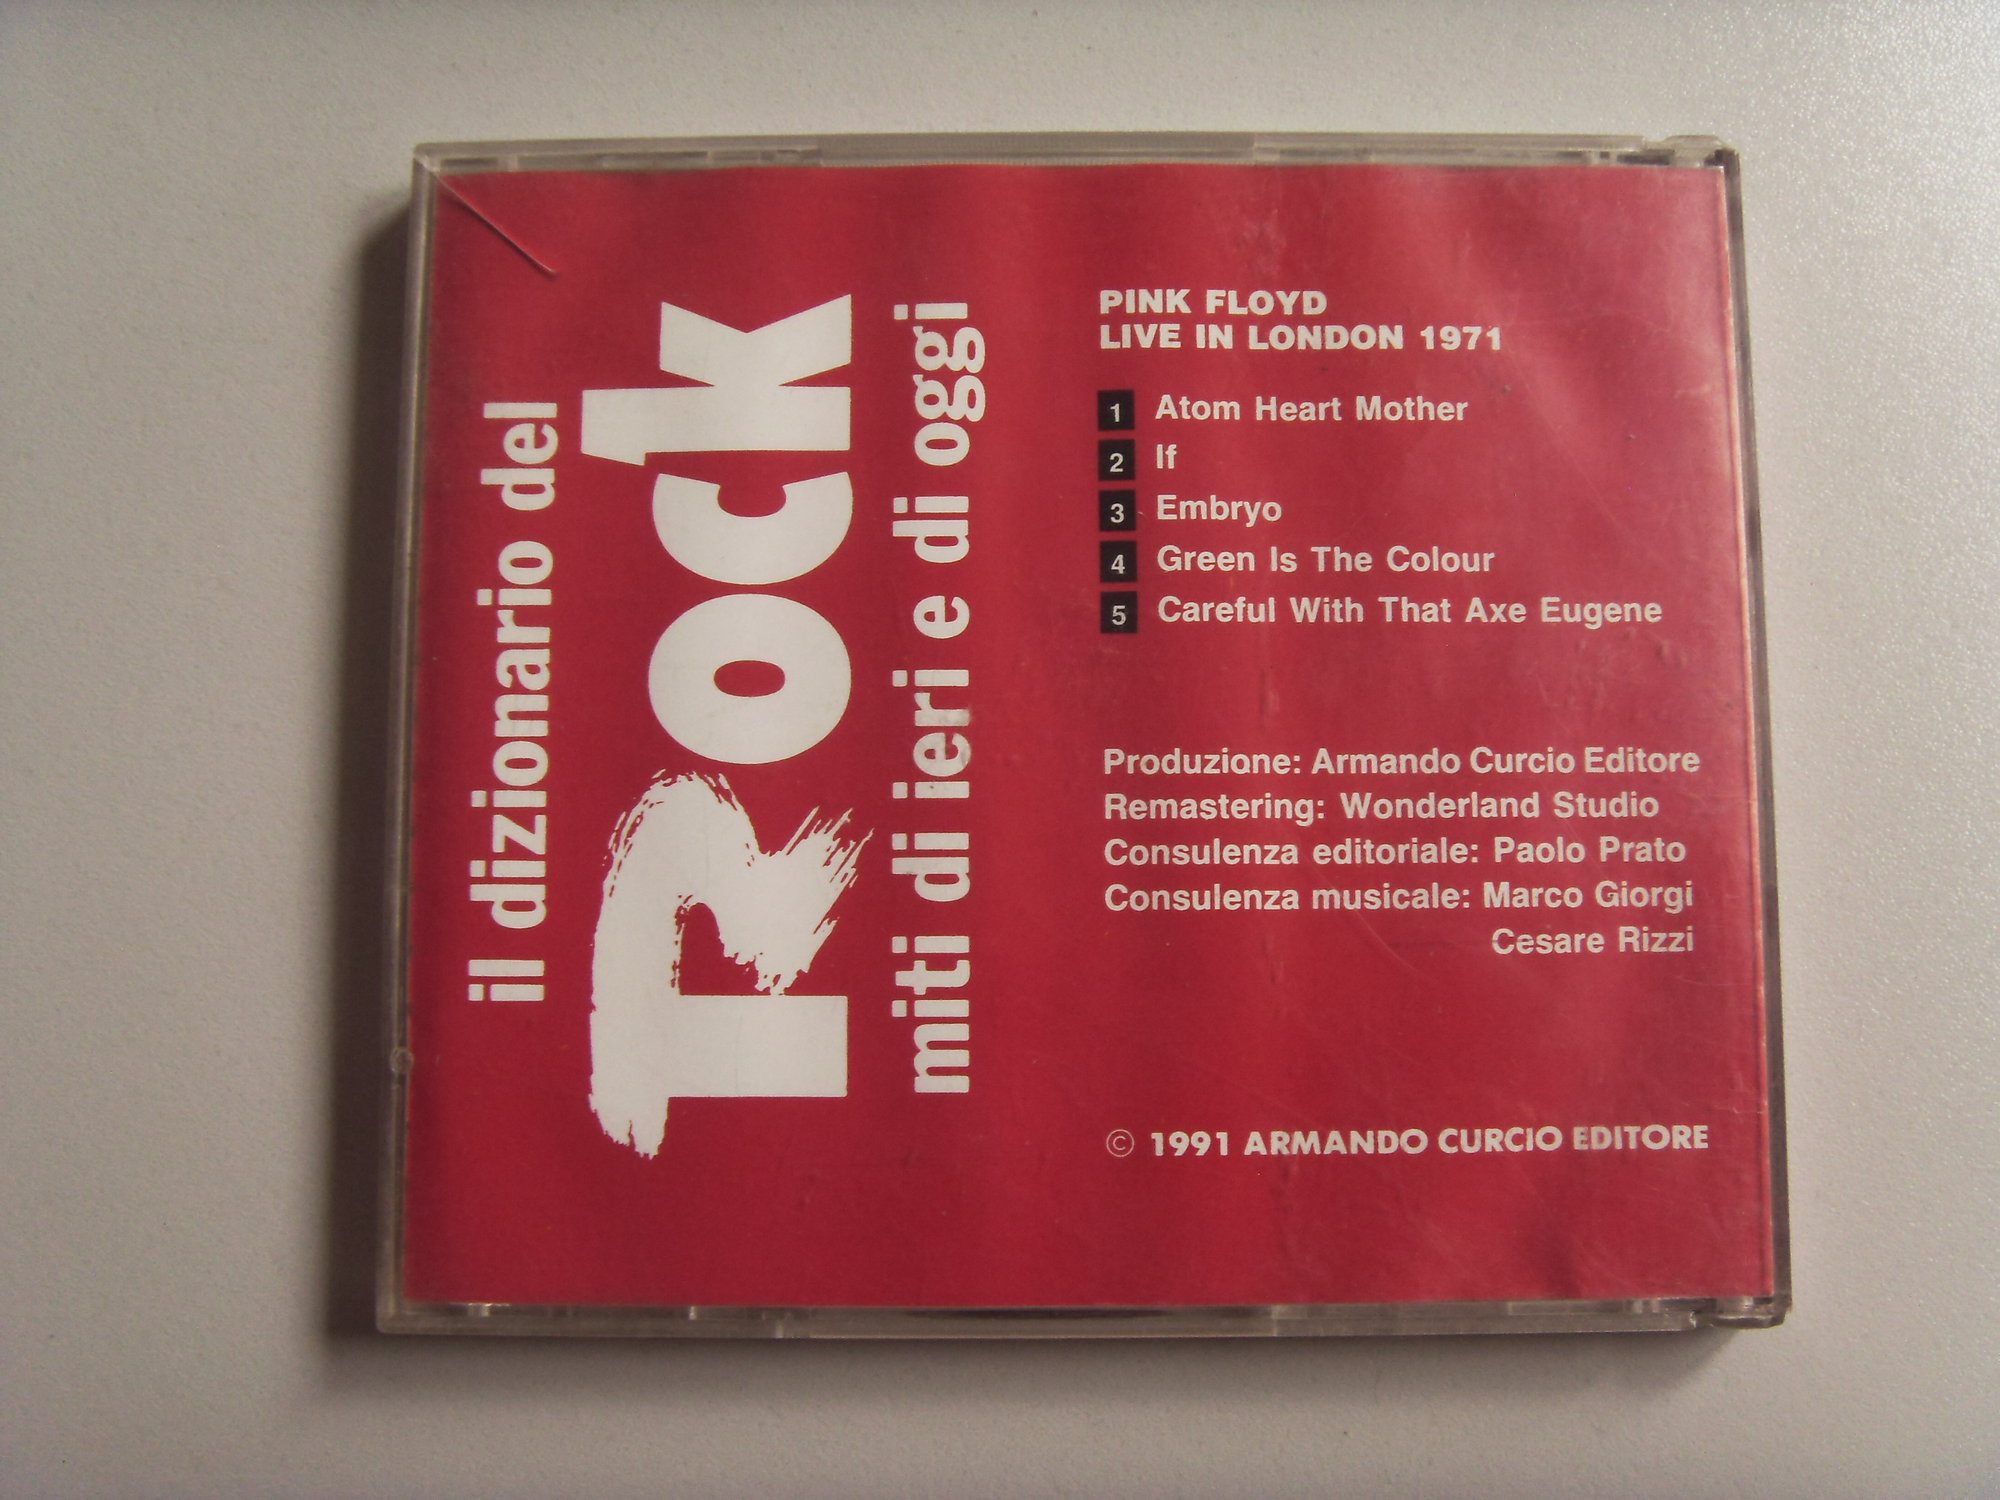 il dizionario del
Rock
miti di ieri e di oggi
PINK FLOYD
LIVE IN LONDON 1971
1 Atom Heart Mother
2 If
3 Embryo
4 Green Is The Colour
5 Careful With That Axe Eugene
Produzione: Armando Curcio Editore
Remastering: Wonderland Studio
Consulenza editoriale: Paolo Prato
Consulenza musicale: Marco Giorgi
Cesare Rizzi
© 1991 ARMANDO CURCIO EDITORE